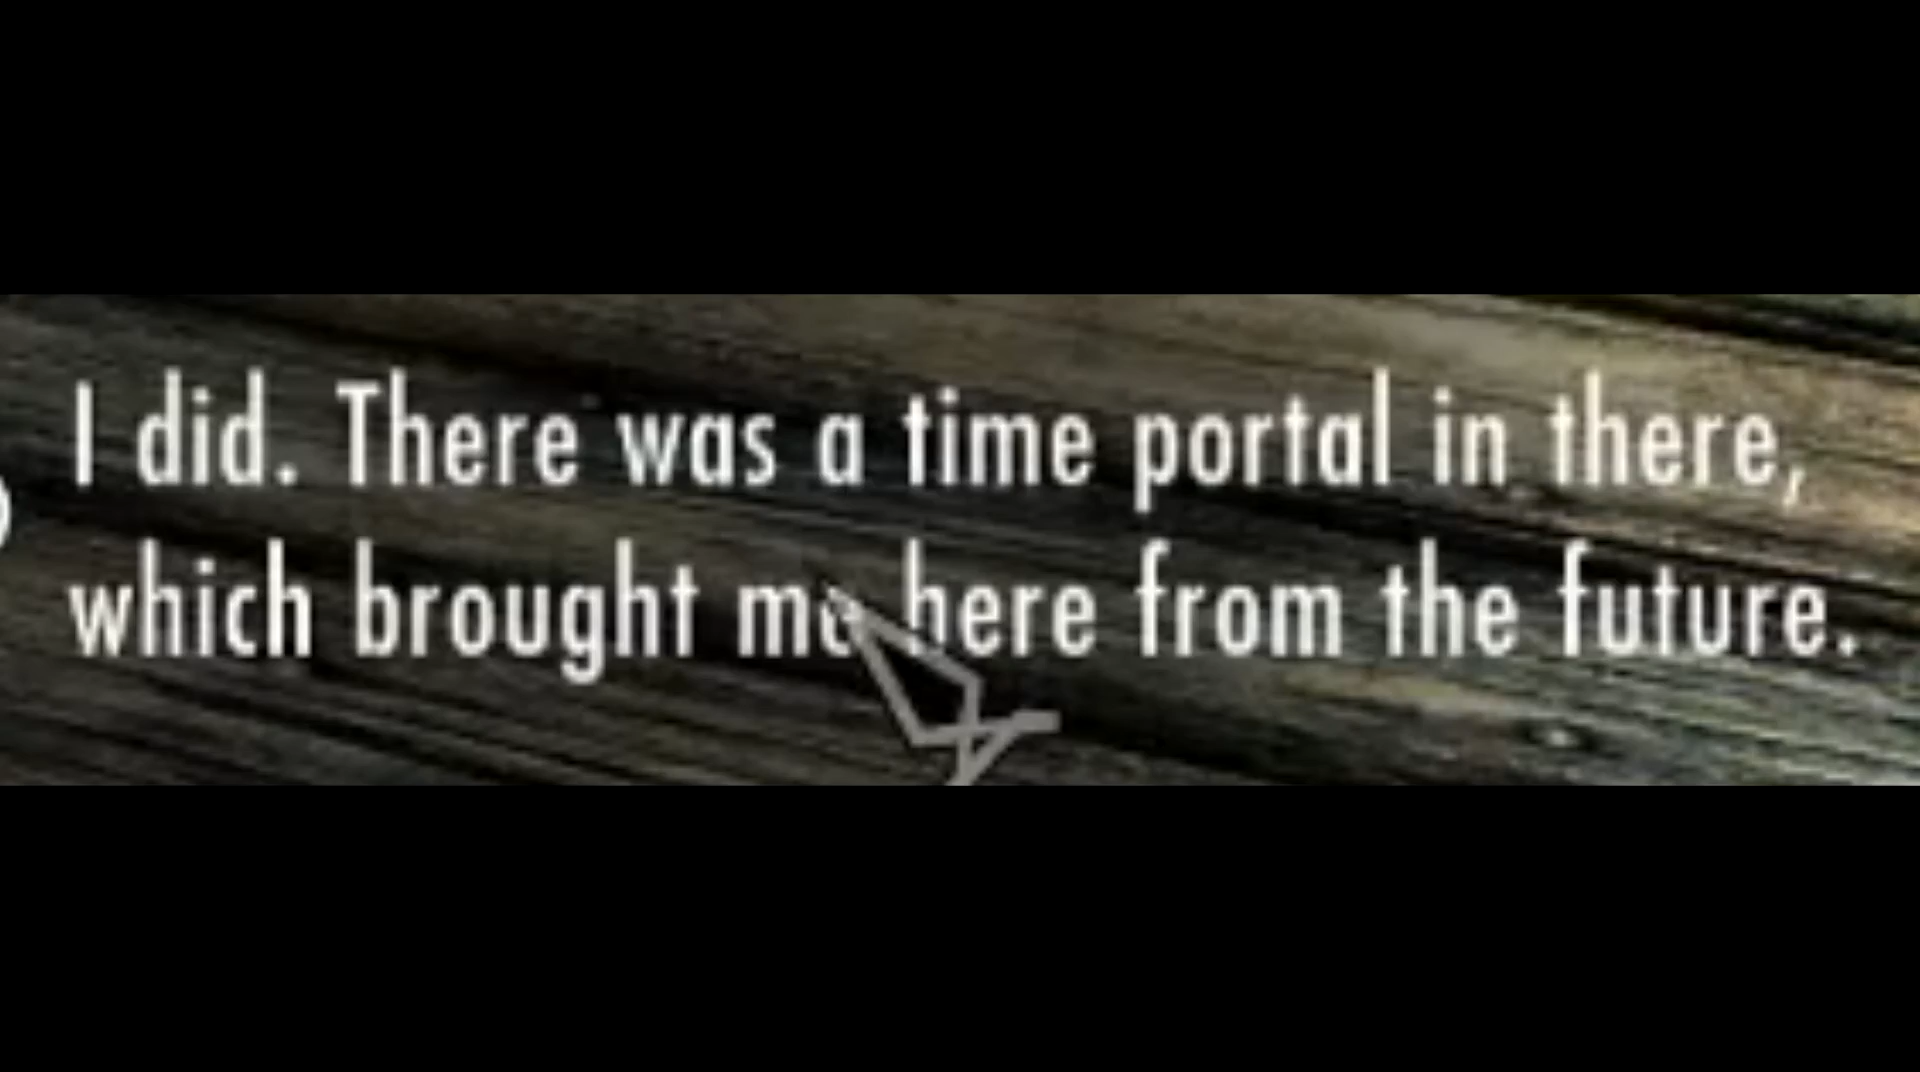 I did. There was a time portal in there,
which brought me here from the future.